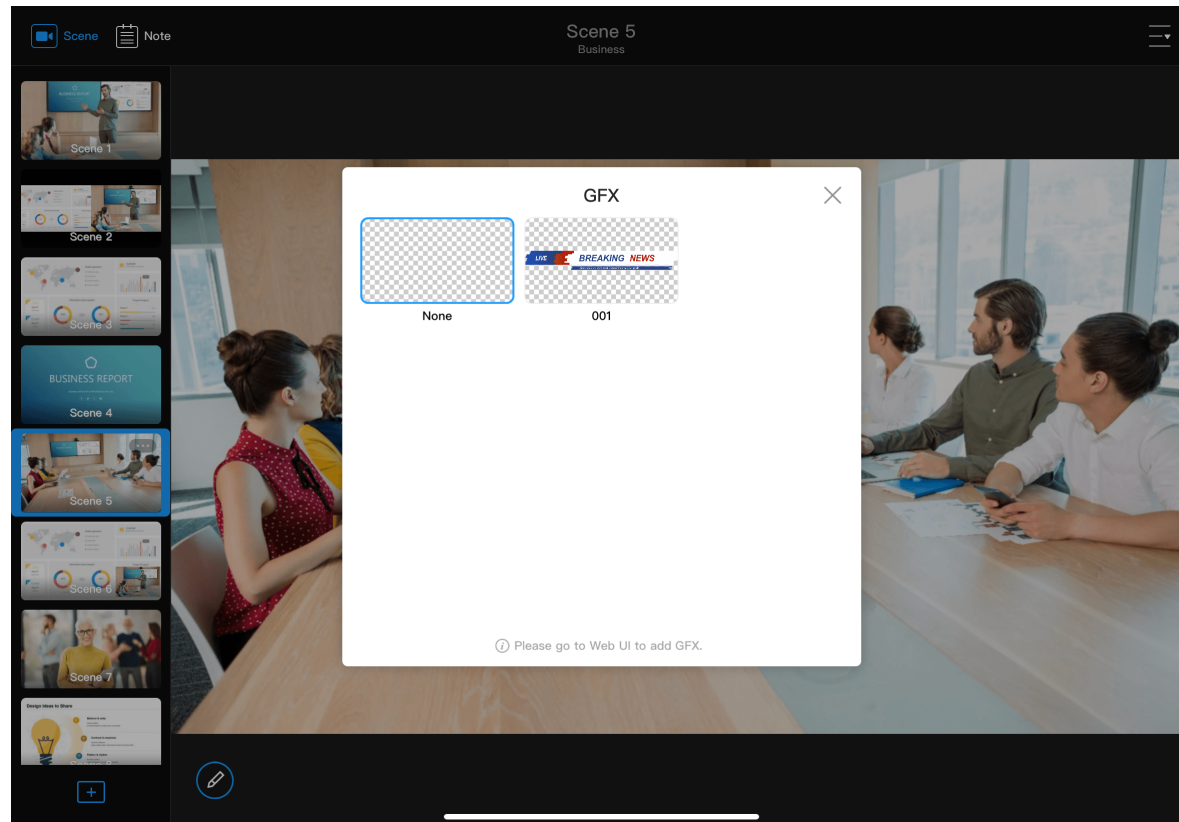 Scene
Note
Scene 5
Business
Scene 1
Scene 2
Scene 3
BUSINESS REPORT
Scene 4
Scene 5
Scene 6
Scene 7
Design Ideas to Share
GFX
LIVE
BREAKING NEWS
None
001
Please go to Web UI to add GFX.